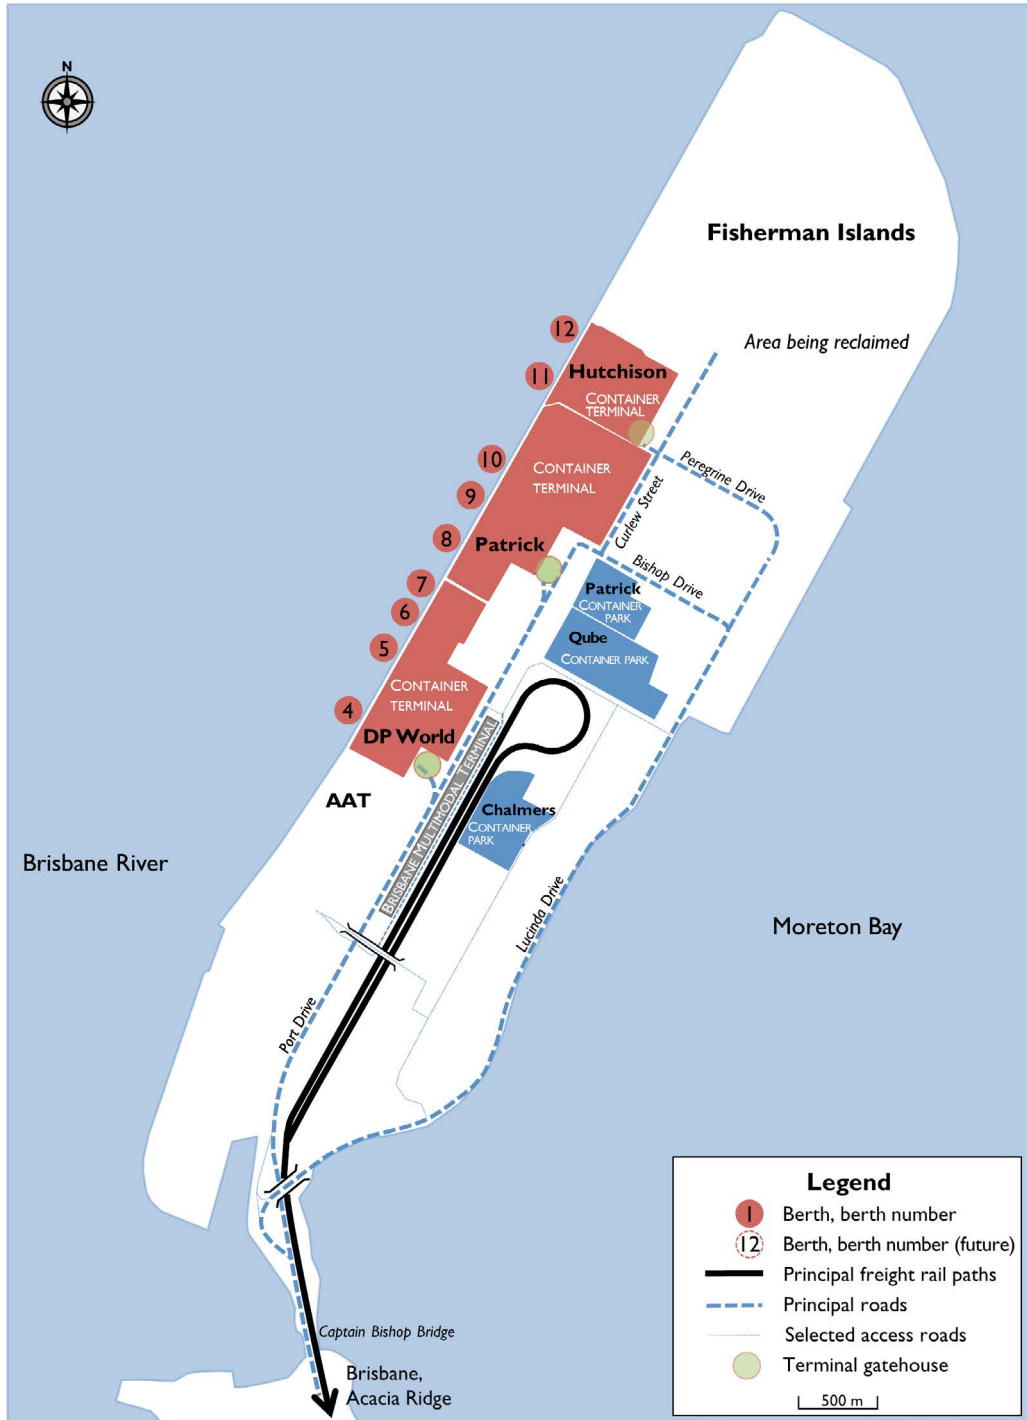 N
Fisherman Islands
Area being reclaimed
12
11
Hutchison
CONTAINER
TERMINAL
10
9
8
CONTAINER
TERMINAL
Patrick
Peregrine Drive
Curlew Street
Bishop Drive
7
6
5
4
CONTAINER
TERMINAL
DP World
Patrick
CONTAINER
PARK
Qube
CONTAINER PARK
BRISBANE MULTIMODAL TERMINAL
AAT
Chalmers
CONTAINER
PARK
Brisbane River
Moreton Bay
Lucinda Drive
Port Drive
Captain Bishop Bridge
Brisbane,
Acacia Ridge
Legend
1 Berth, berth number
12 Berth, berth number (future)
Principal freight rail paths
Principal roads
Selected access roads
Terminal gatehouse
500 m